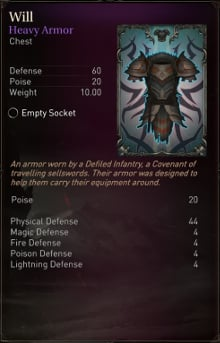 Will
Heavy Armor
Chest
Defense 60
Poise 20
Weight 10.00
Empty Socket
An armor worn by a Defiled Infantry, a Covenant of
travelling sellswords. Their armor was designed to
help them carry their equipment around.
Poise 20
Physical Defense 44
Magic Defense 4
Fire Defense 4
Poison Defense 4
Lightning Defense 4